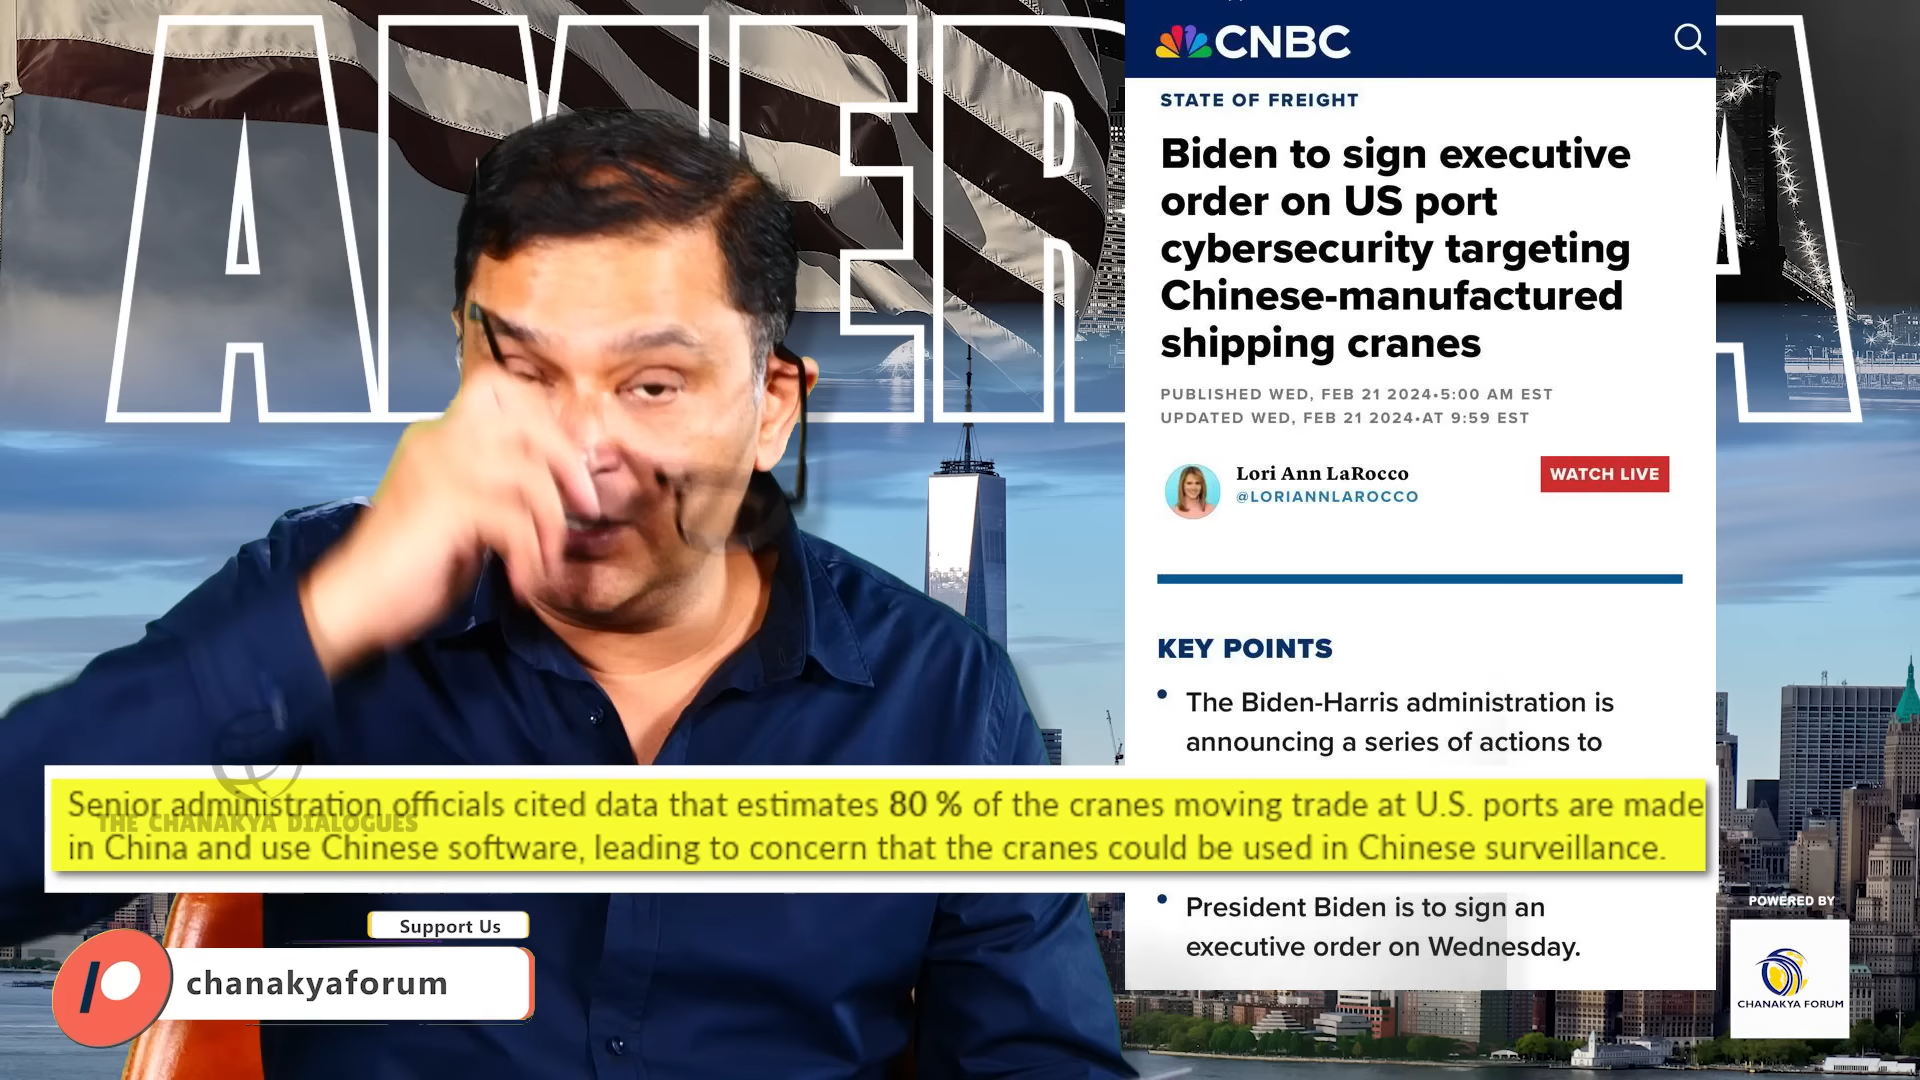 AMER A
CNBC
STATE OF FREIGHT
Biden to sign executive
order on US port
cybersecurity targeting
Chinese-manufactured
shipping cranes
PUBLISHED WED, FEB 21 2024•5:00 AM EST
UPDATED WED, FEB 21 2024•AT 9:59 EST
Lori Ann LaRocco
@LORIANNLAROCCO
WATCH LIVE
KEY POINTS
• The Biden-Harris administration is
announcing a series of actions to
Senior administration officials cited data that estimates 80 % of the cranes moving trade at U.S. ports are made
in China and use Chinese software, leading to concern that the cranes could be used in Chinese surveillance.
THE CHANAKYA DIALOGUES
• President Biden is to sign an
executive order on Wednesday.
Support Us
chanakyaforum
POWERED BY
CHANAKYA FORUM